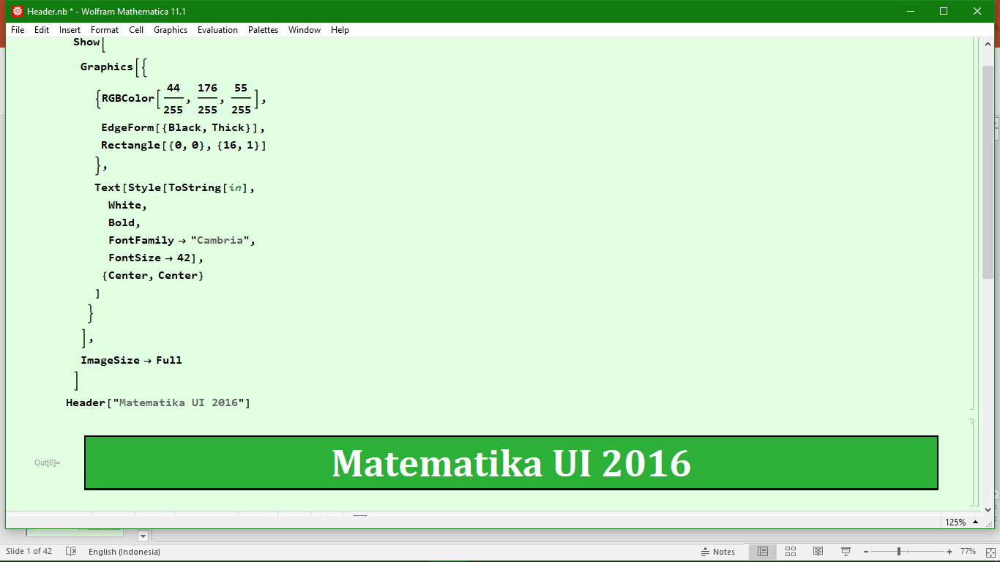 Header.nb * - Wolfram Mathematica 11.1
File Edit Insert Format Cell Graphics Evaluation Palettes Window Help
Show[
Graphics[{
{RGBColor[44/255, 176/255, 55/255],
EdgeForm[{Black, Thick}],
Rectangle[{0, 0}, {16, 1}]
},
Text[Style[ToString[in],
White,
Bold,
FontFamily → "Cambria",
FontSize → 42],
{Center, Center}
]
}
],
ImageSize → Full
]
Header["Matematika UI 2016"]
Out[6]=
Matematika UI 2016
125%
Slide 1 of 42 English (Indonesia) Notes 77%